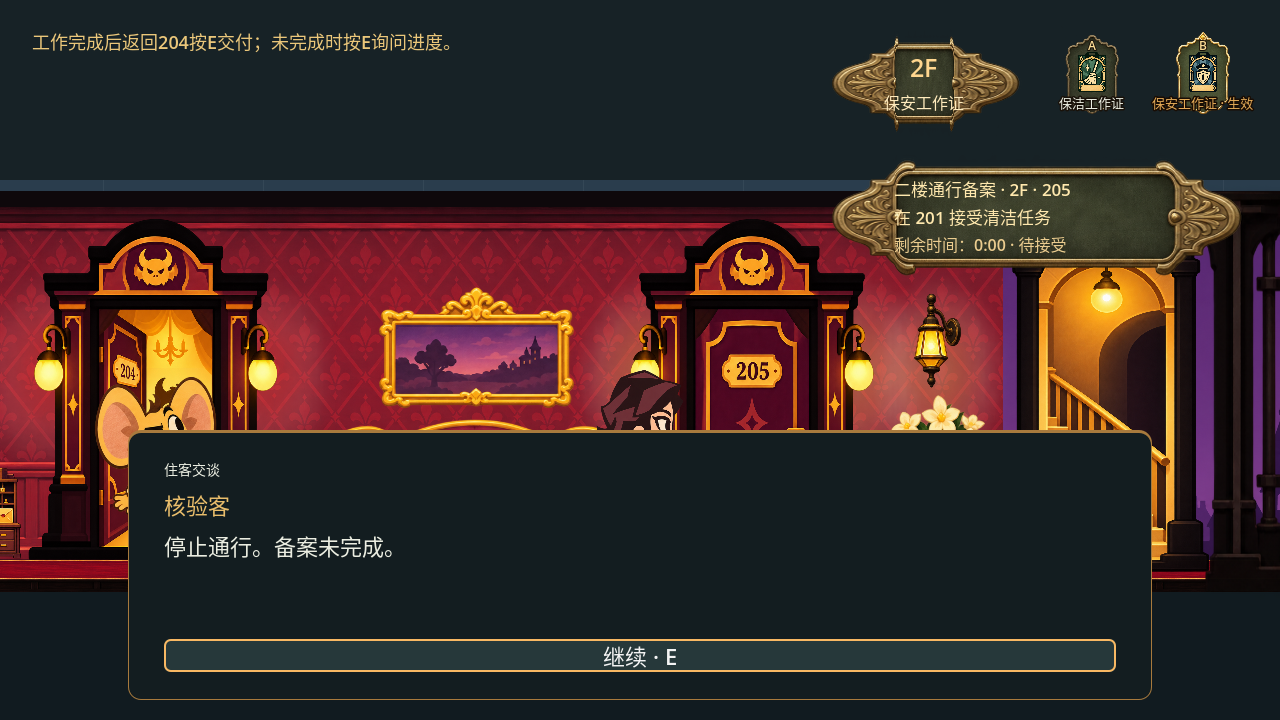 工作完成后返回204按E交付；未完成时按E询问进度。
2F
保安工作证
A
保洁工作证
B
保安工作证·生效
二楼通行备案 · 2F · 205
在 201 接受清洁任务
剩余时间：0:00 · 待接受
204
205
住客交谈
核验客
停止通行。备案未完成。
继续 · E